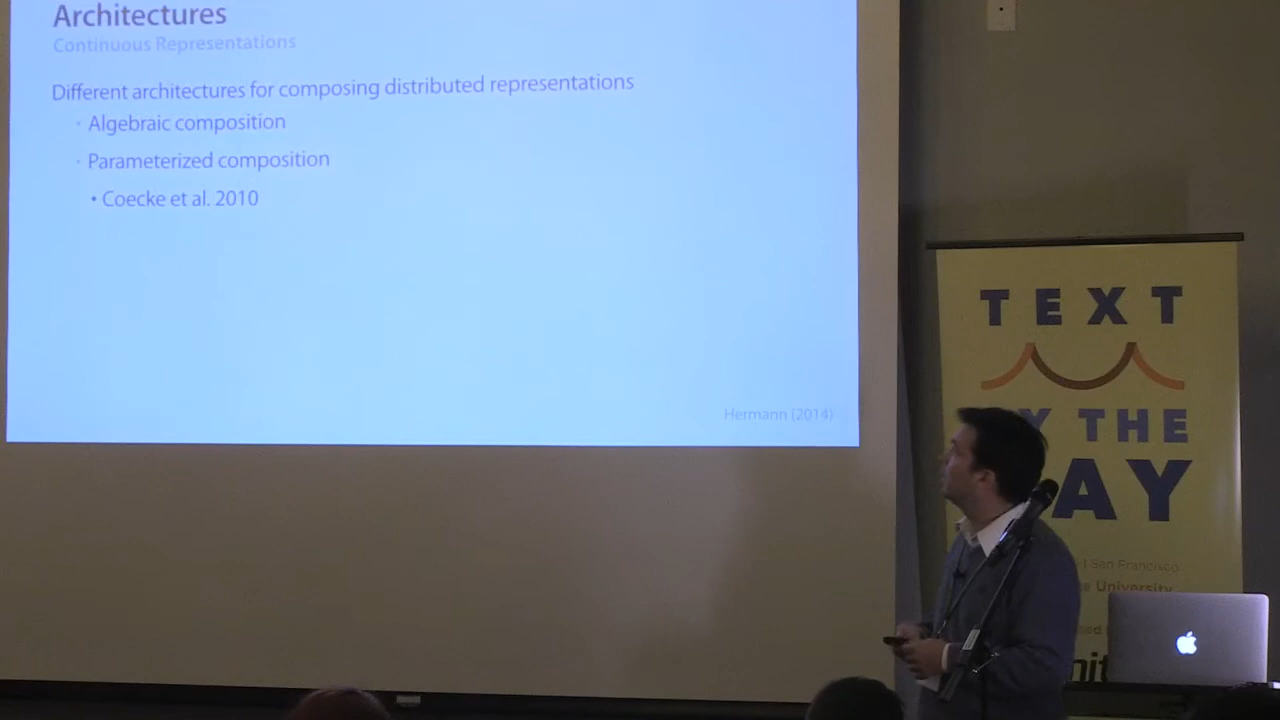 Architectures
Continuous Representations
Different architectures for composing distributed representations
· Algebraic composition
· Parameterized composition
• Coecke et al. 2010
Hermann (2014)
TEXT
THE
AY
San Francisco
University